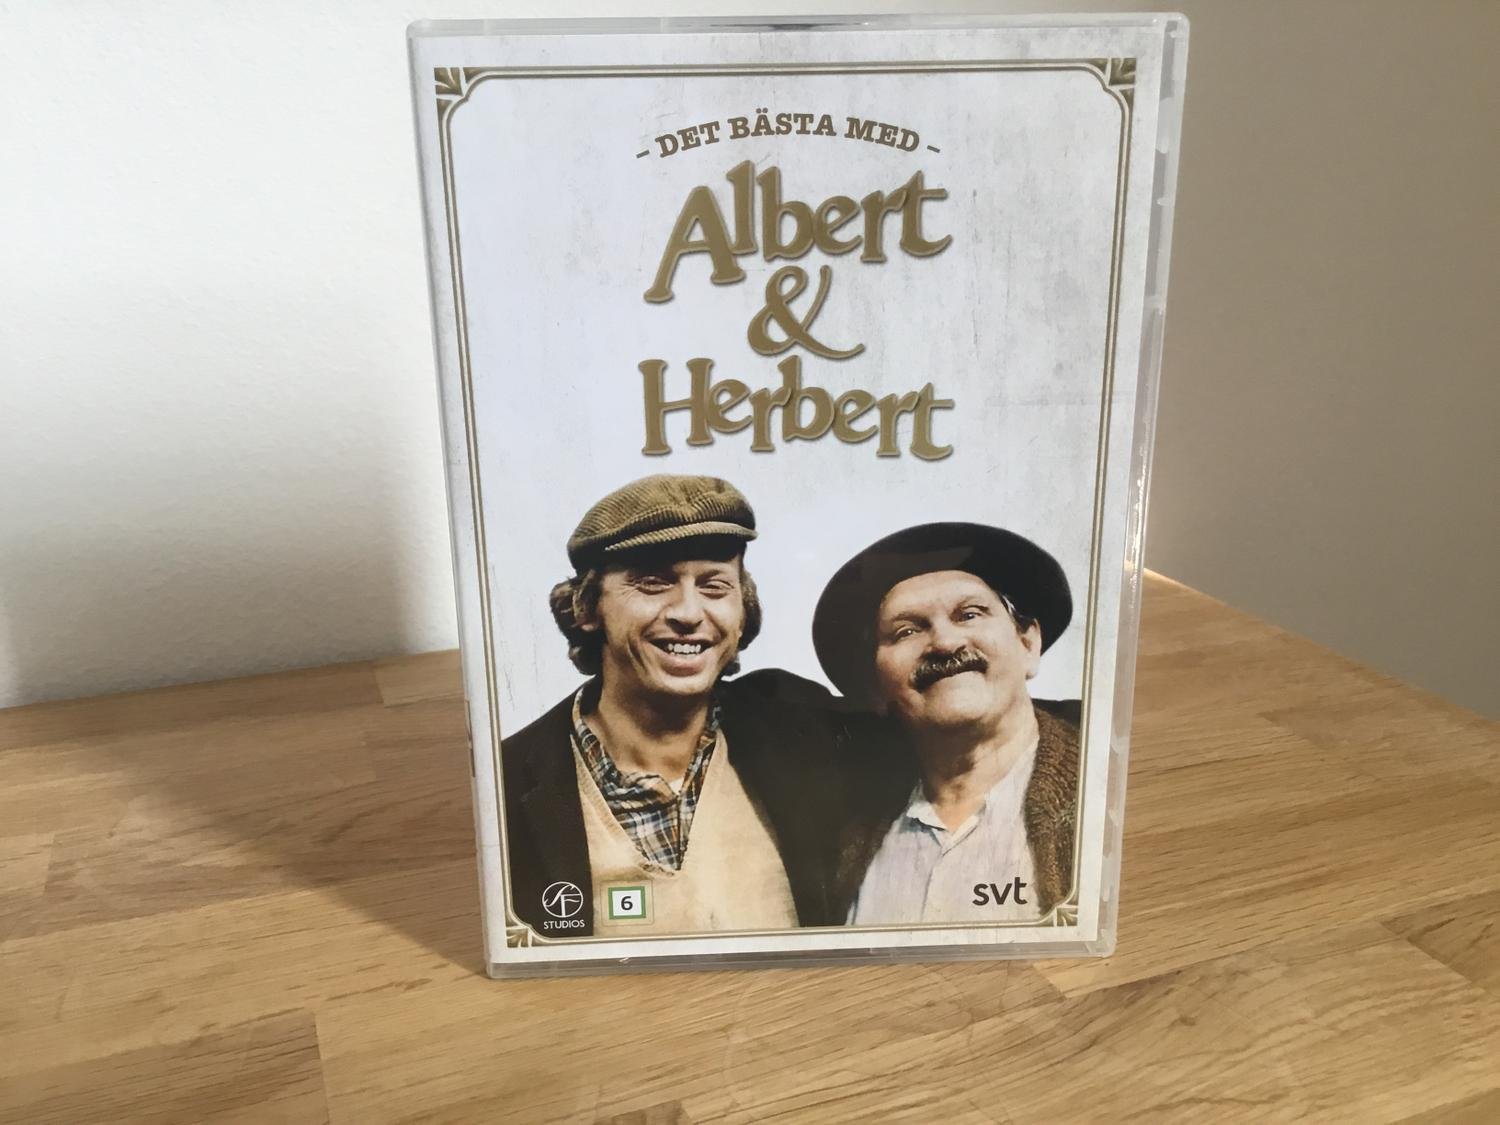 - DET BÄSTA MED -
Albert
&
Herbert
SF
STUDIOS
6
svt